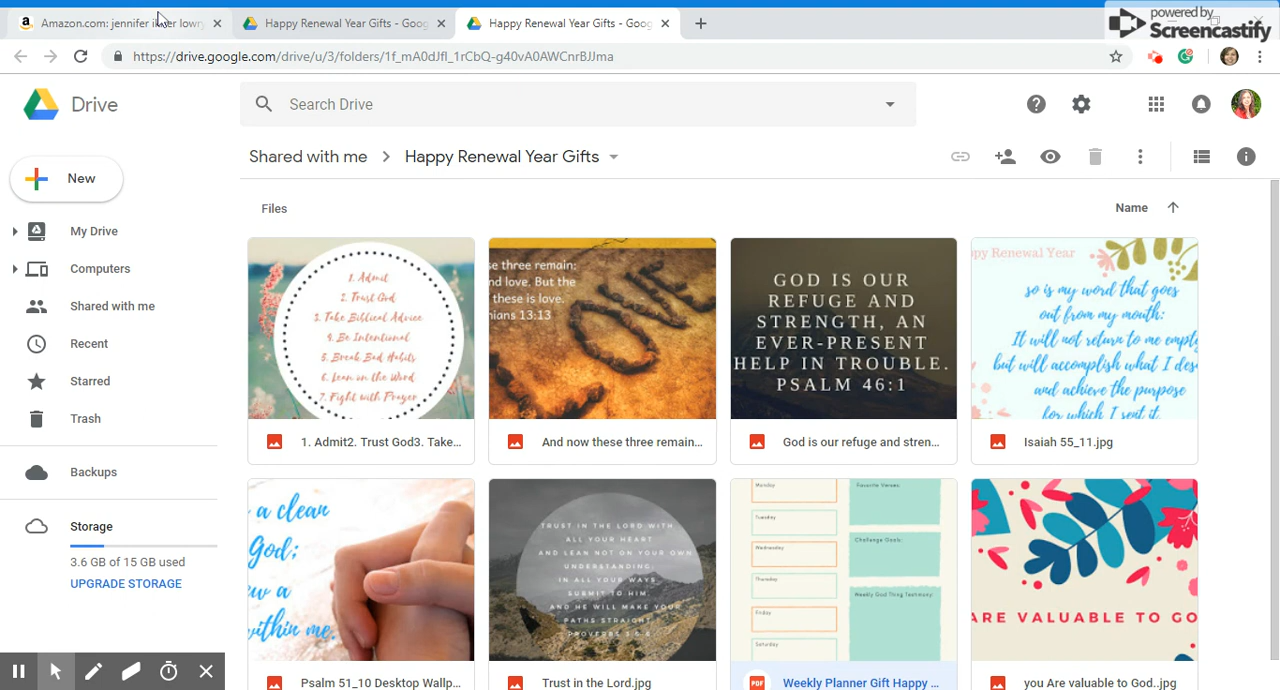 Amazon.com: jennifer ik
er lowry
Happy Renewal Year Gifts - Goog
Happy Renewal Year Gifts - Goog
powered by
Screencastify
https://drive.google.com/drive/u/3/folders/1f_mA0dJfl_1rCbQ-g40vA0AWCnrBJJma
Drive
Search Drive
New
Shared with me > Happy Renewal Year Gifts
My Drive
Computers
Shared with me
Recent
Starred
Trash
Backups
Storage
3.6 GB of 15 GB used
UPGRADE STORAGE
Files
Name
1. Admit
2. Trust God
3. Take Biblical Advice
4. Be Intentional
5. Break Bad Habits
6. Lean on the Word
7. Fight with Prayer
1. Admit2. Trust God3. Take...
se three remain:
nd love. But the
these is love.
hians 13:13
LOVE
And now these three remain...
GOD IS OUR
REFUGE AND
STRENGTH, AN
EVER-PRESENT
HELP IN TROUBLE.
PSALM 46:1
God is our refuge and stren...
py Renewal Year
so is my word that goes
out from my mouth:
It will not return to me empty
but will accomplish what I des
and achieve the purpose
for which I sent it.
Isaiah 55_11.jpg
a clean
God;
w a
within me.
Psalm 51_10 Desktop Wallp...
TRUST IN THE LORD WITH
ALL YOUR HEART
AND LEAN NOT ON YOUR OWN
UNDERSTANDING;
IN ALL YOUR WAYS
SUBMIT TO HIM,
AND HE WILL MAKE YOUR
PATHS STRAIGHT.
PROVERBS 3:5-6
Trust in the Lord.jpg
Monday
Tuesday
Wednesday
Thursday
Friday
Saturday
Favorite Verses:
Challenge Goals:
Weekly God Thing Testimony:
PDF
Weekly Planner Gift Happy ...
ARE VALUABLE TO GO
you Are valuable to God..jpg